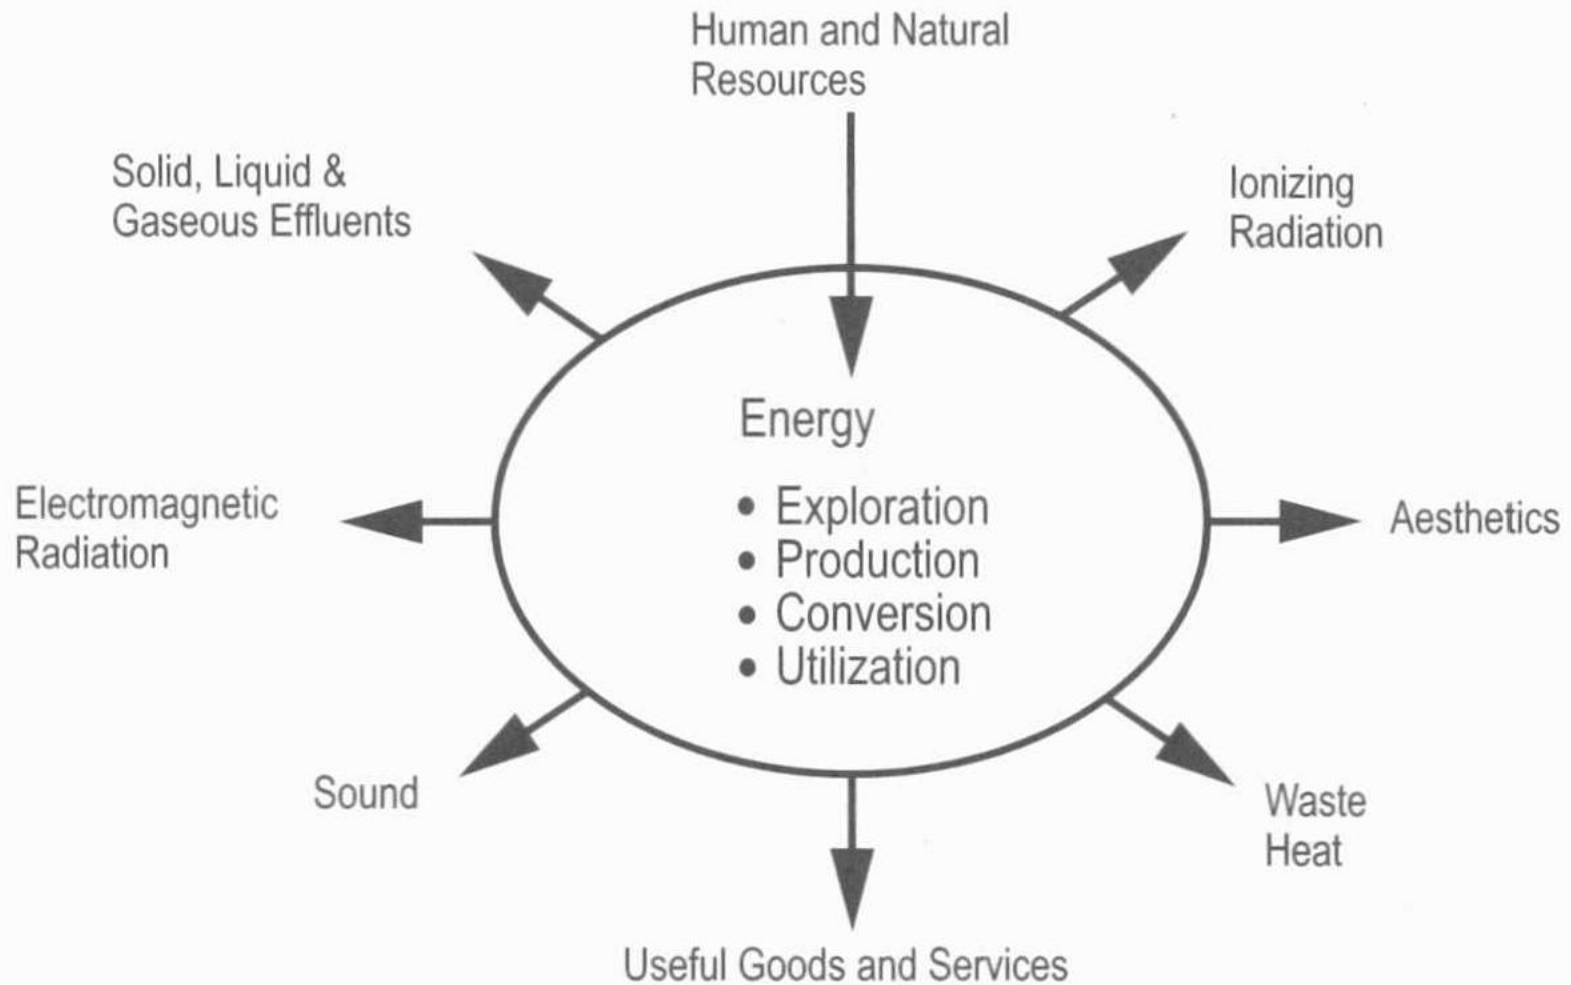 Human and Natural
Resources
Solid, Liquid &
Gaseous Effluents
Ionizing
Radiation
Energy
• Exploration
• Production
• Conversion
• Utilization
Electromagnetic
Radiation
Aesthetics
Sound
Waste
Heat
Useful Goods and Services